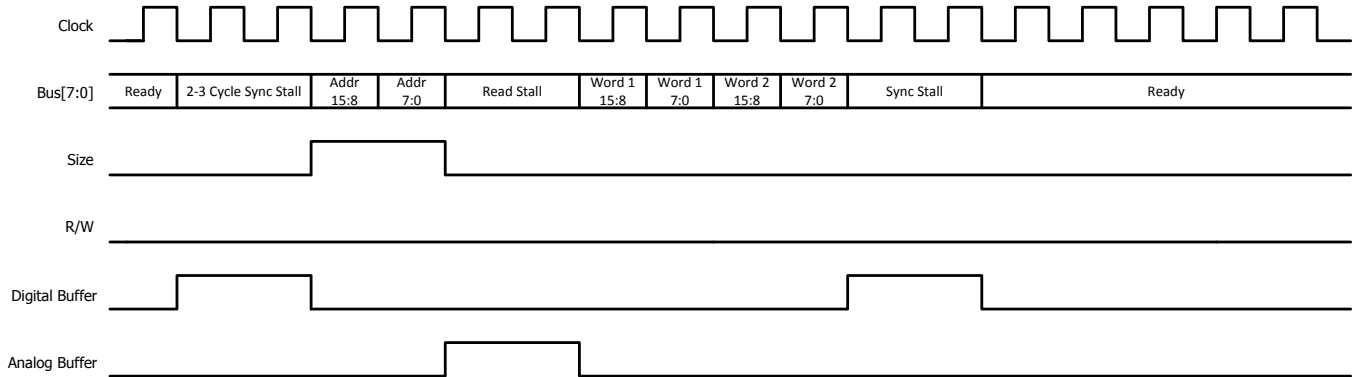 Clock
Bus[7:0]
Ready
2-3 Cycle Sync Stall
Addr
15:8
Addr
7:0
Read Stall
Word 1
15:8
Word 1
7:0
Word 2
15:8
Word 2
7:0
Sync Stall
Ready
Size
R/W
Digital Buffer
Analog Buffer